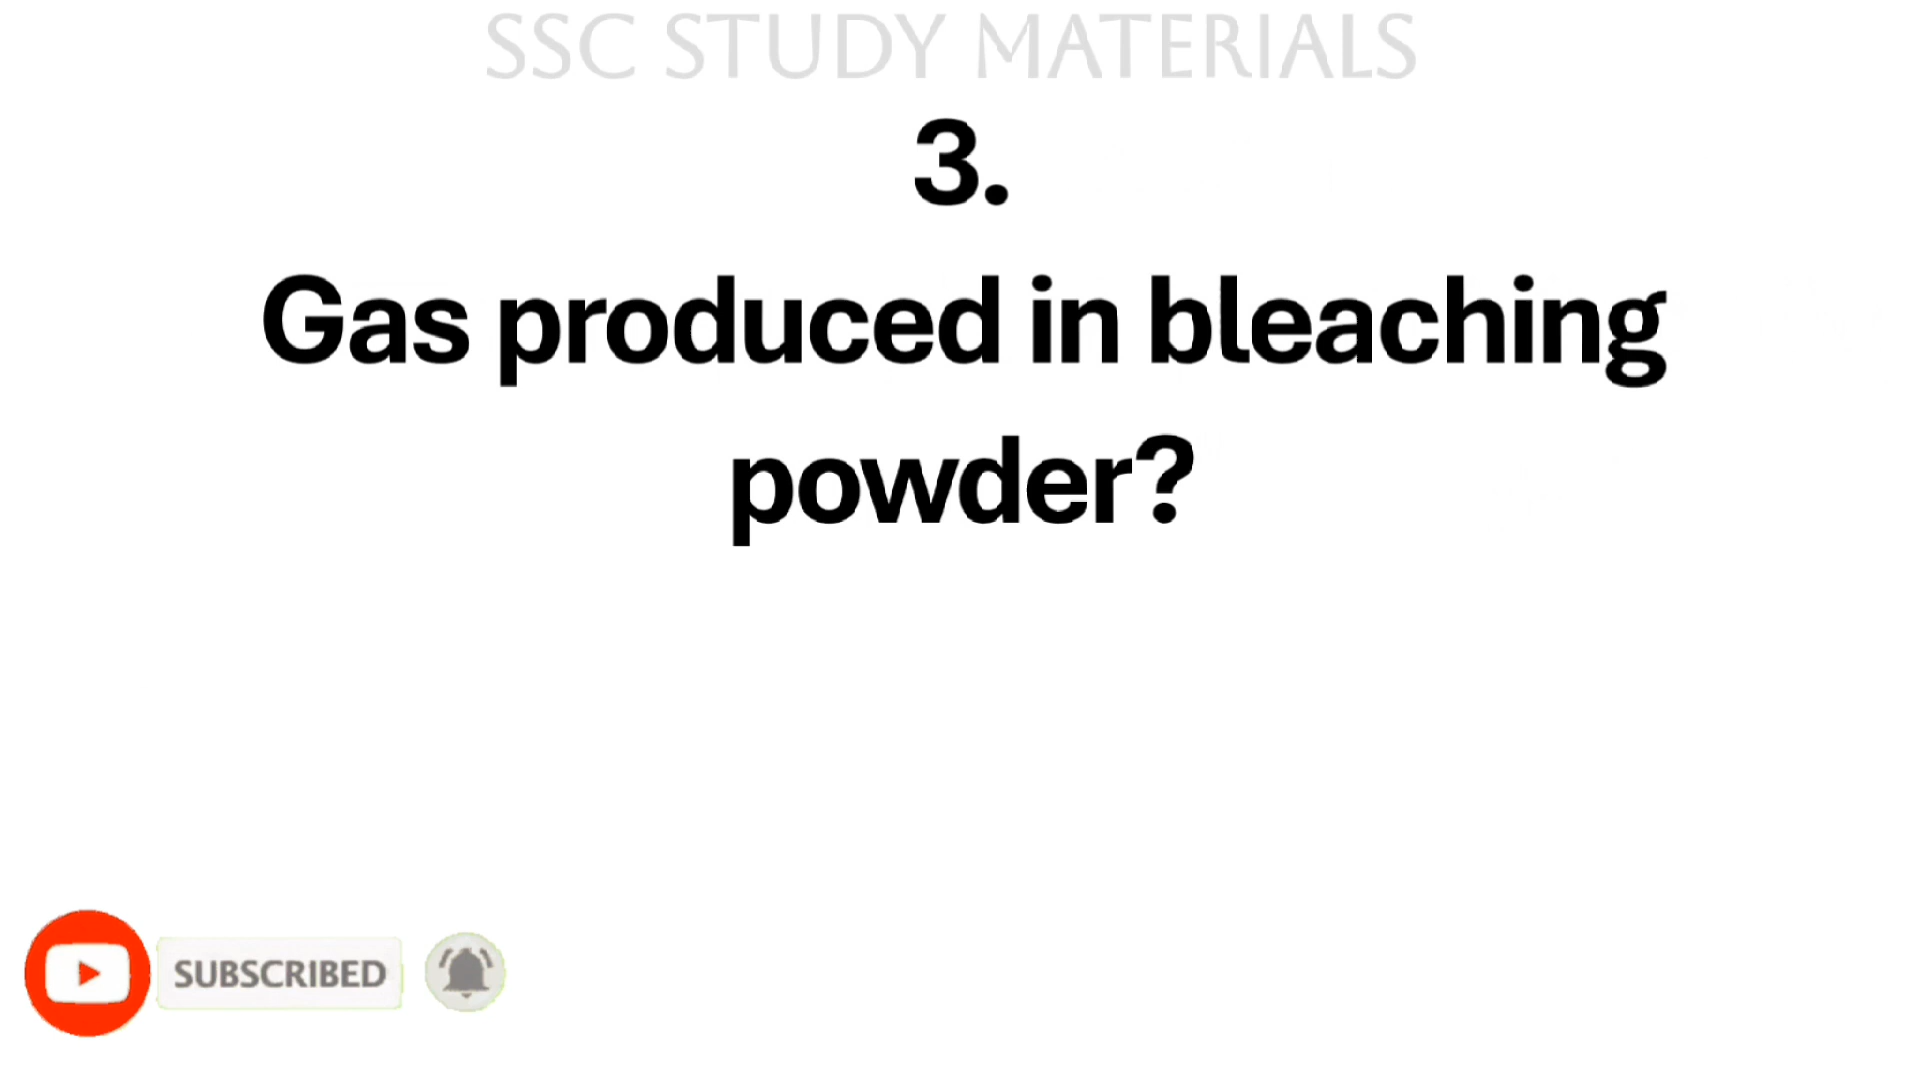 SSC STUDY MATERIALS
3.
Gas produced in bleaching
powder?
SUBSCRIBED